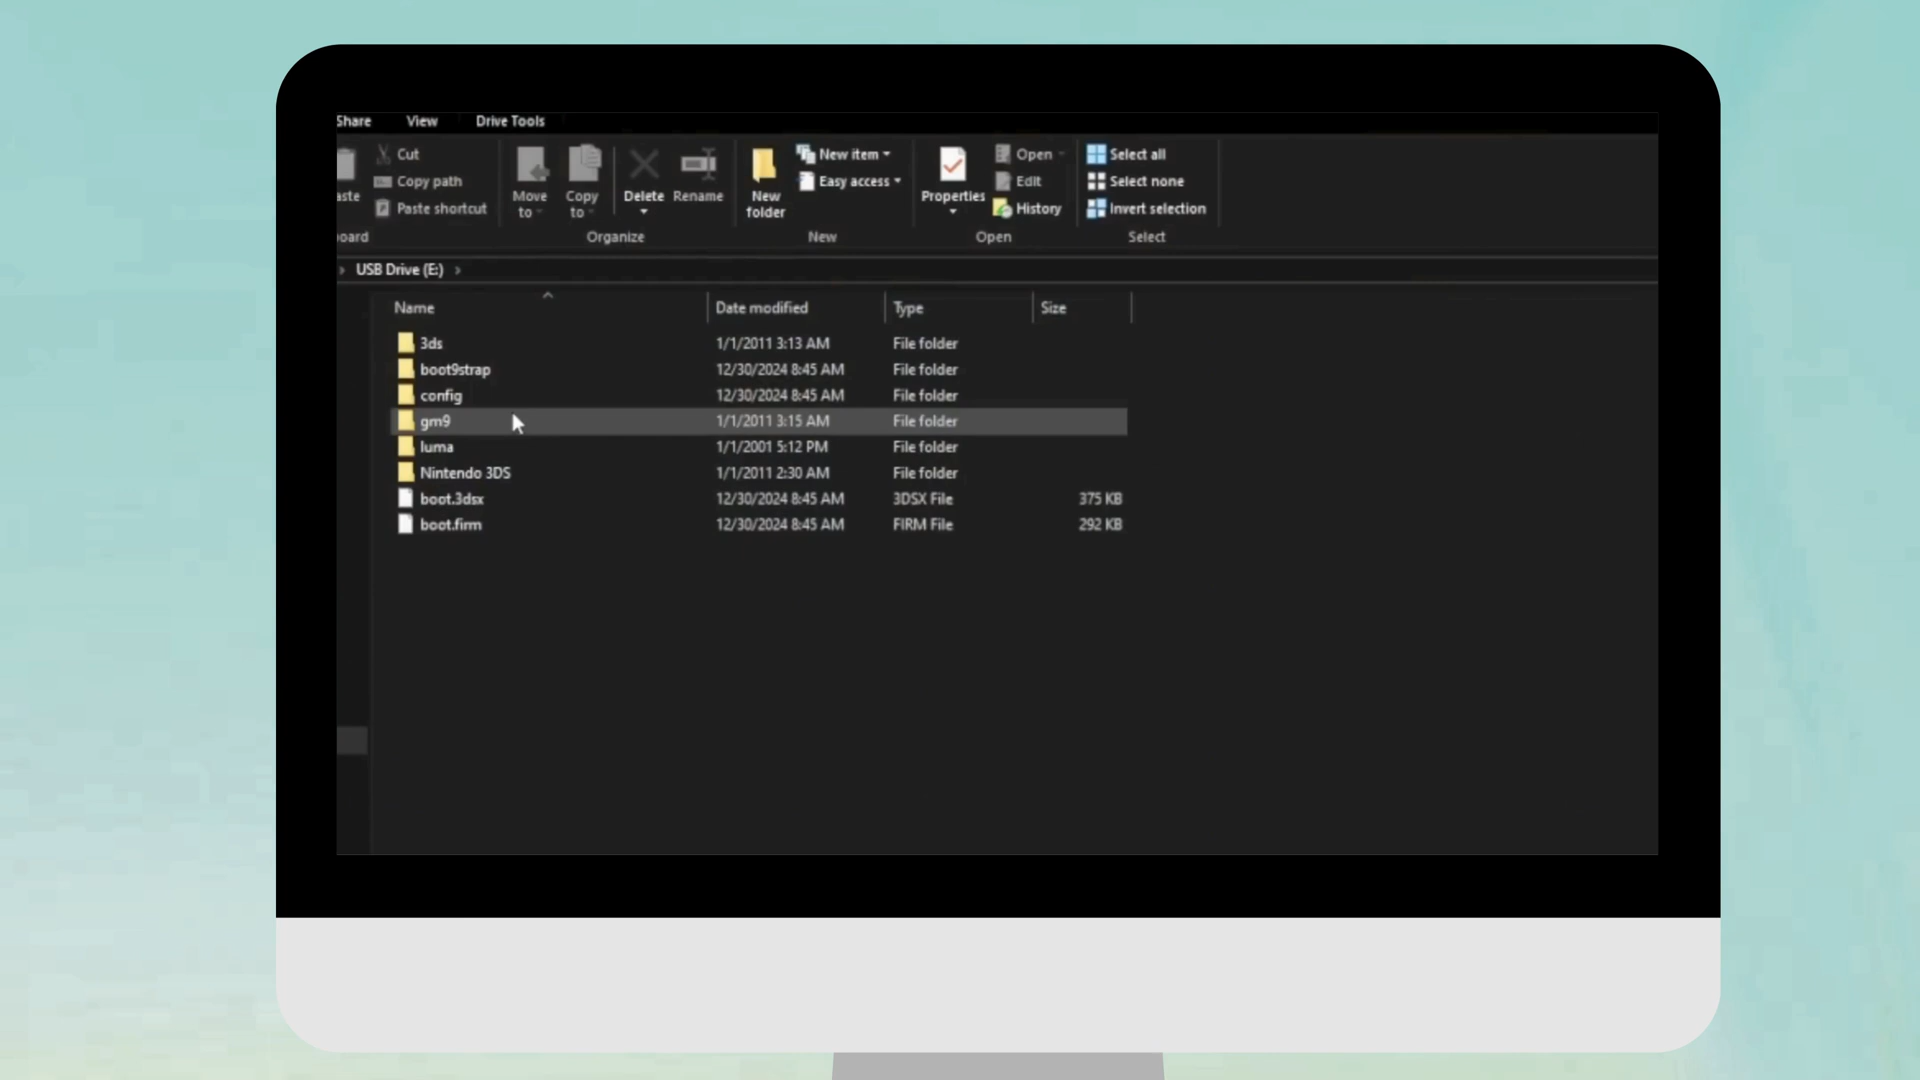 Share View Drive Tools
Cut
Copy path
Paste shortcut
aste
Move to
Copy to
Delete
Rename
New folder
New item
Easy access
Properties
Open
Edit
History
Select all
Select none
Invert selection
oard Organize New Open Select
USB Drive (E:)
Name Date modified Type Size
3ds 1/1/2011 3:13 AM File folder
boot9strap 12/30/2024 8:45 AM File folder
config 12/30/2024 8:45 AM File folder
gm9 1/1/2011 3:15 AM File folder
luma 1/1/2001 5:12 PM File folder
Nintendo 3DS 1/1/2011 2:30 AM File folder
boot.3dsx 12/30/2024 8:45 AM 3DSX File 375 KB
boot.firm 12/30/2024 8:45 AM FIRM File 292 KB